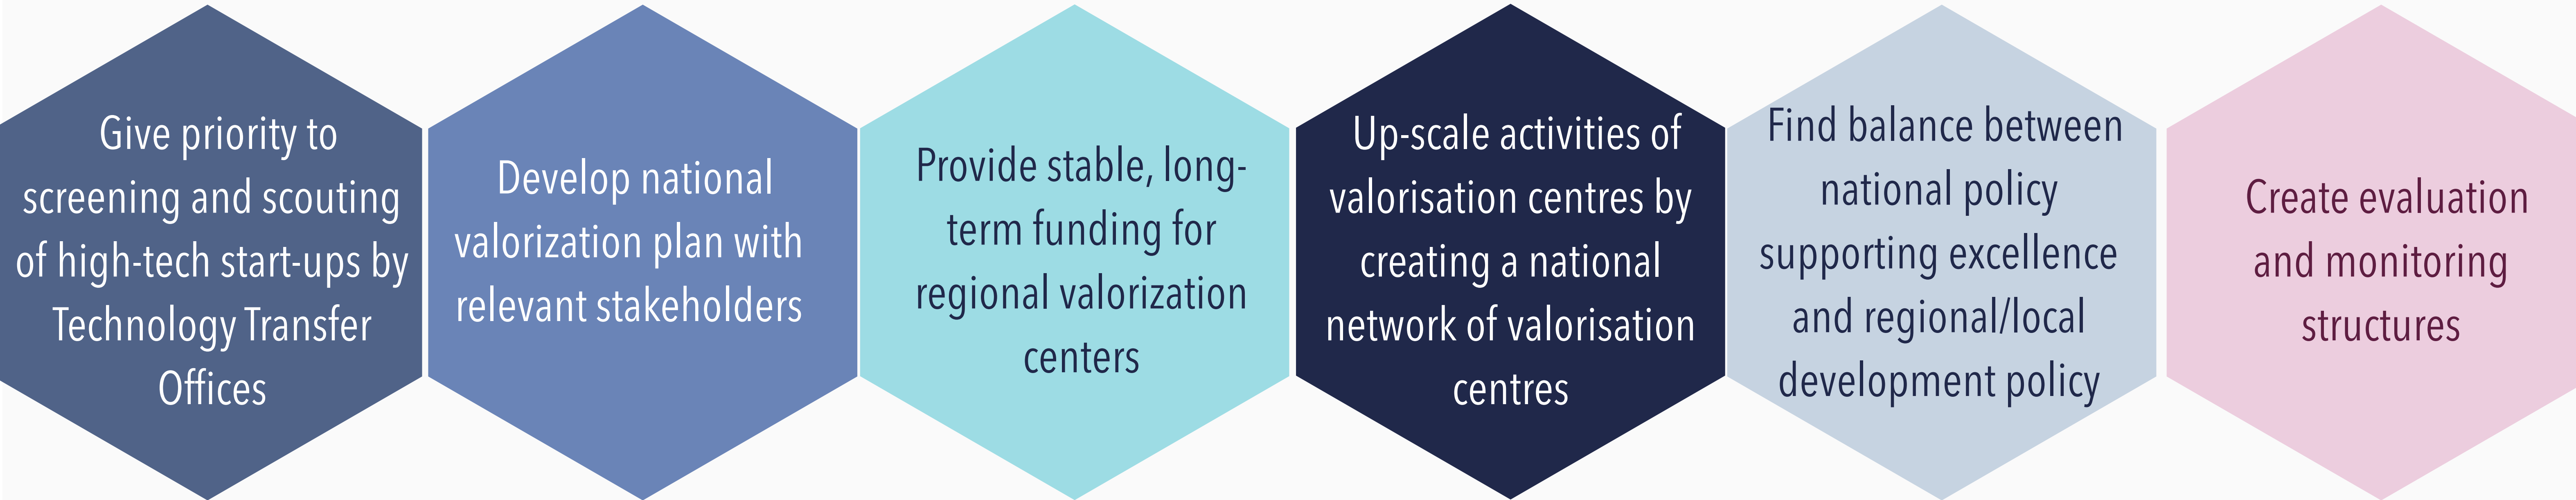 Give priority to
screening and scouting
of high-tech start-ups by
Technology Transfer
Offices
Develop national
valorization plan with
relevant stakeholders
Provide stable, long-
term funding for
regional valorization
centers
Up-scale activities of
valorisation centres by
creating a national
network of valorisation
centres
Find balance between
national policy
supporting excellence
and regional/local
development policy
Create evaluation
and monitoring
structures